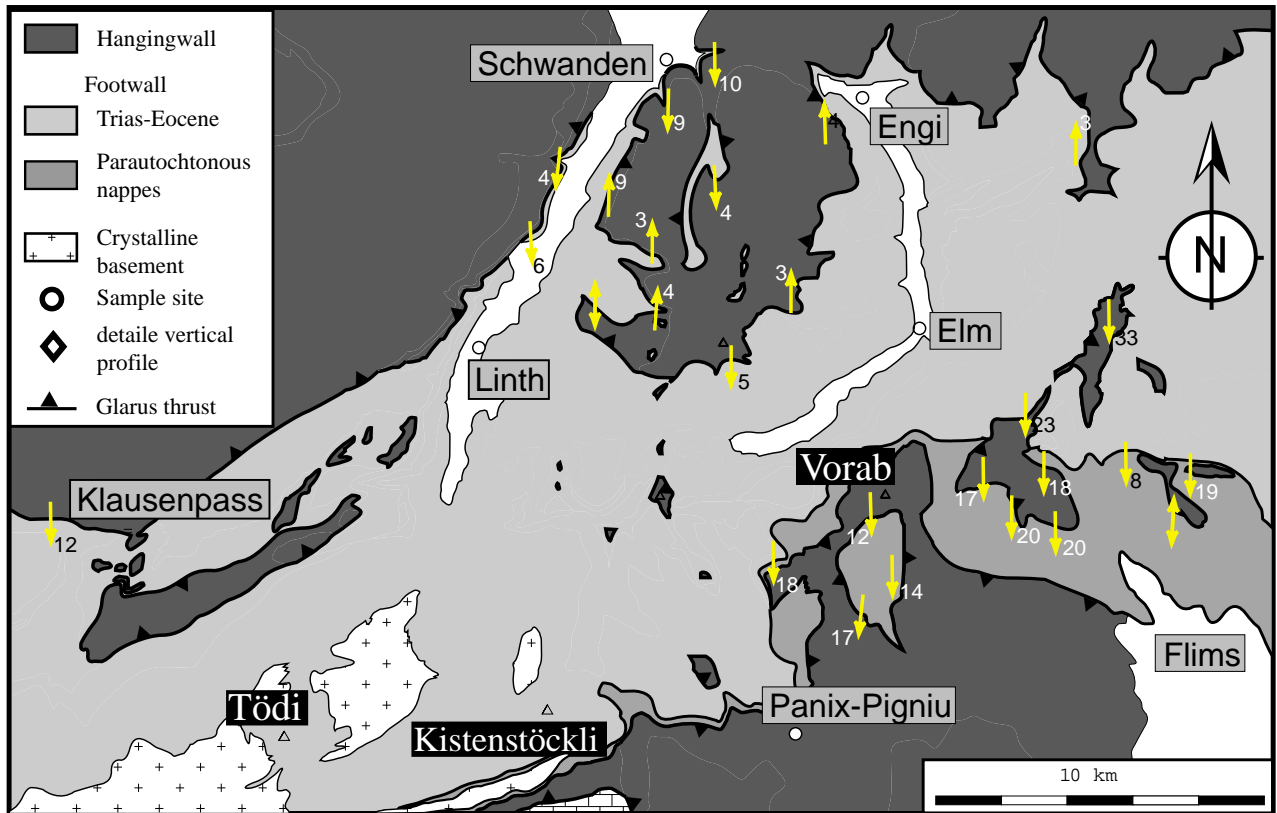 Hangingwall
Footwall
Trias-Eocene
Parautochtonous
nappes
Crystalline
basement
Sample site
detaile vertical
profile
Glarus thrust
Schwanden
10
9
Engi
4
3
4
9
4
3
6
4
3
N
Elm
Linth
33
5
23
Vorab
Klausenpass
17
18
8
19
12
12
20
20
18
14
17
Flims
Tödi
Panix-Pigniu
Kistenstöckli
10 km